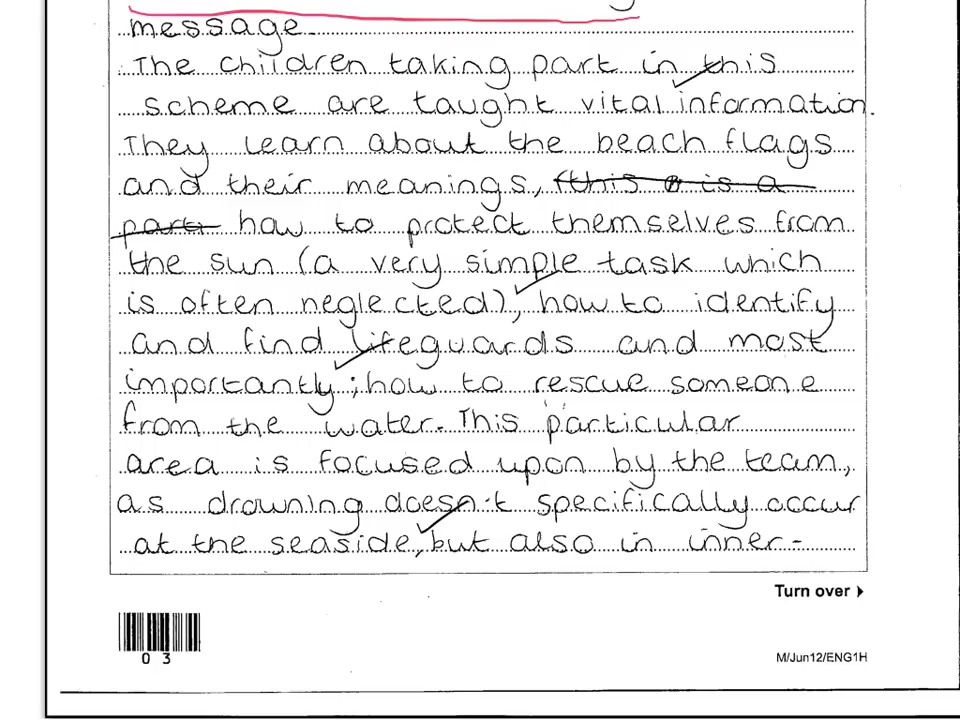 message.
The children taking part in this
scheme are taught vital information.
They learn about the beach flags
and their meanings, (this is a
part how to protect themselves from
the sun (a very simple task which
is often neglected), how to identify
and find lifeguards and most
importantly; how to rescue someone
from the water. This particular
area is focused upon by the team,
as drowning doesn't specifically occur
at the seaside, but also in inner-
Turn over
03
M/Jun12/ENG1H